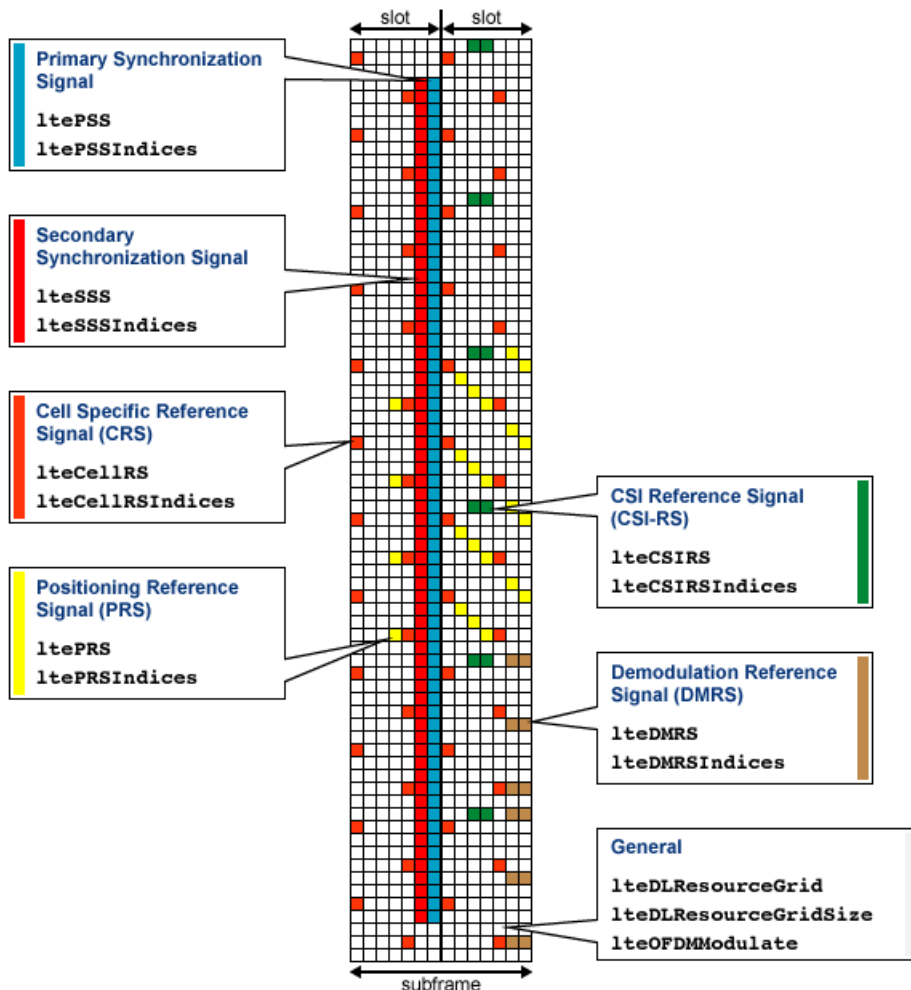 slot
slot
Primary Synchronization
Signal
ltePSS
ltePSSIndices
Secondary
Synchronization Signal
lteSSS
lteSSSIndices
Cell Specific Reference
Signal (CRS)
lteCellRS
lteCellRSIndices
Positioning Reference
Signal (PRS)
ltePRS
ltePRSIndices
CSI Reference Signal
(CSI-RS)
lteCSIRS
lteCSIRSIndices
Demodulation Reference
Signal (DMRS)
lteDMRS
lteDMRSIndices
General
lteDLResourceGrid
lteDLResourceGridSize
lteOFDMModulate
subframe